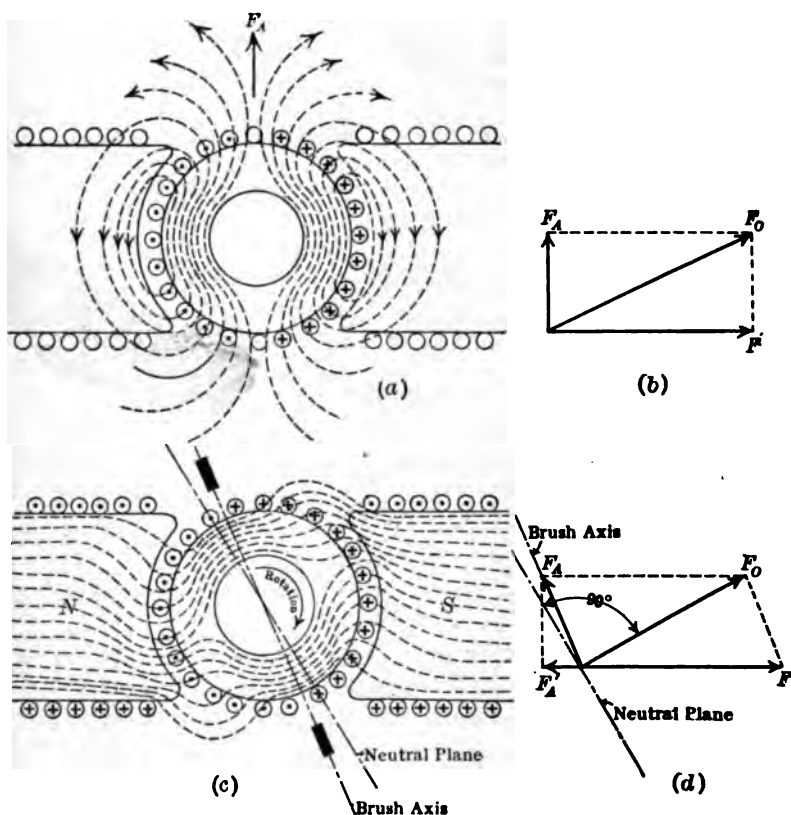 F_A
(a)
F_A
F_O
F
(b)
N
Rotation
S
Neutral Plane
Brush Axis
(c)
Brush Axis
F_A
F_O
90°
F_A'
F
Neutral Plane
(d)